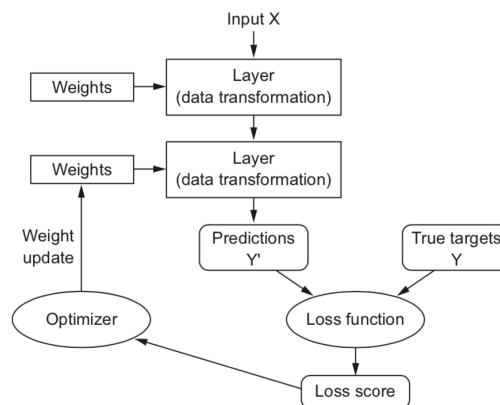 Input X
Weights
Layer
(data transformation)
Weights
Layer
(data transformation)
Weight
update
Predictions
Y'
True targets
Y
Optimizer
Loss function
Loss score